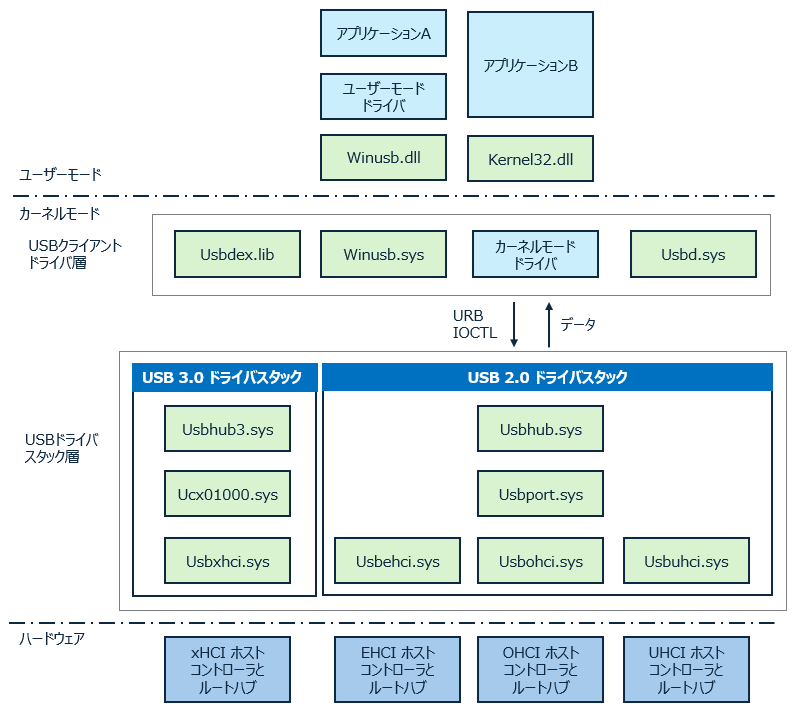 アプリケーションA
アプリケーションB
ユーザーモード
ドライバ
Winusb.dll
Kernel32.dll
ユーザーモード
カーネルモード
USBクライアント
ドライバ層
Usbdex.lib
Winusb.sys
カーネルモード
ドライバ
Usbd.sys
URB
IOCTL
データ
USB 3.0 ドライバスタック
USB 2.0 ドライバスタック
USBドライバ
スタック層
Usbhub3.sys
Usbhub.sys
Ucx01000.sys
Usbport.sys
Usbxhci.sys
Usbehci.sys
Usbohci.sys
Usbuhci.sys
ハードウェア
xHCI ホスト
コントローラと
ルートハブ
EHCI ホスト
コントローラと
ルートハブ
OHCI ホスト
コントローラと
ルートハブ
UHCI ホスト
コントローラと
ルートハブ